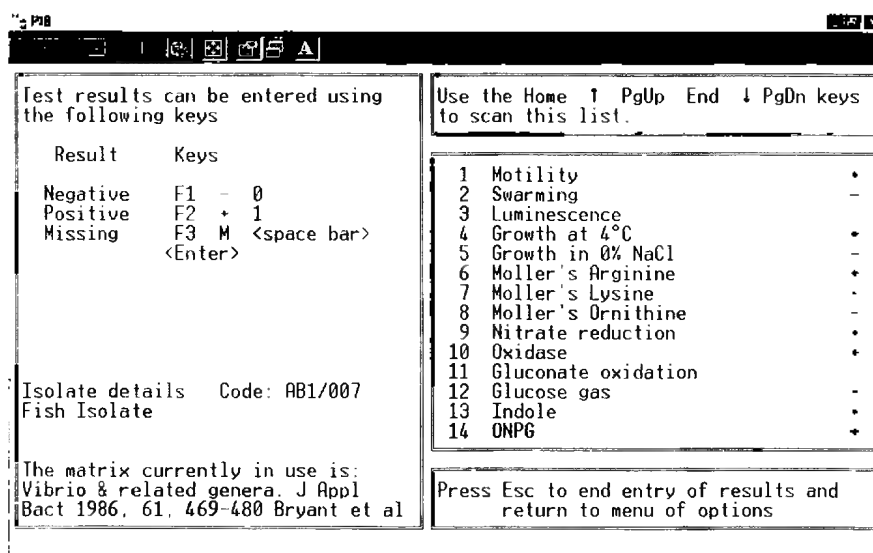 PIB
A
Test results can be entered using
the following keys
Result Keys
Negative F1 - 0
Positive F2 + 1
Missing F3 M <space bar>
<Enter>
Isolate details Code: AB1/007
Fish Isolate
The matrix currently in use is:
Vibrio & related genera. J Appl
Bact 1986, 61, 469-480 Bryant et al
Use the Home ↑ PgUp End ↓ PgDn keys
to scan this list.
1 Motility +
2 Swarming -
3 Luminescence
4 Growth at 4°C +
5 Growth in 0% NaCl -
6 Moller's Arginine +
7 Moller's Lysine
8 Moller's Ornithine -
9 Nitrate reduction +
10 Oxidase +
11 Gluconate oxidation
12 Glucose gas -
13 Indole +
14 ONPG +
Press Esc to end entry of results and
return to menu of options